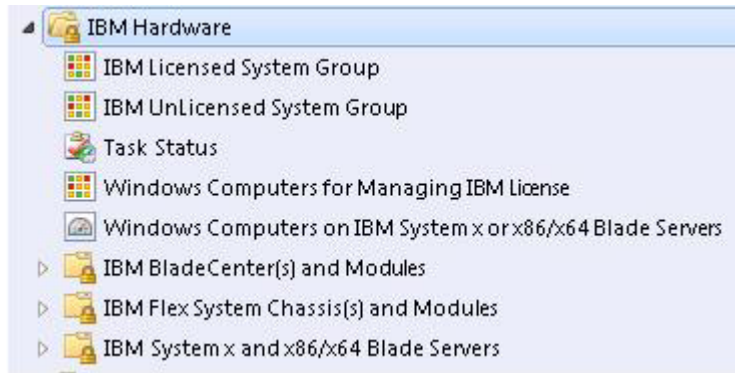 IBM Hardware
IBM Licensed System Group
IBM UnLicensed System Group
Task Status
Windows Computers for Managing IBM License
Windows Computers on IBM System x or x86/x64 Blade Servers
IBM BladeCenter(s) and Modules
IBM Flex System Chassis(s) and Modules
IBM System x and x86/x64 Blade Servers